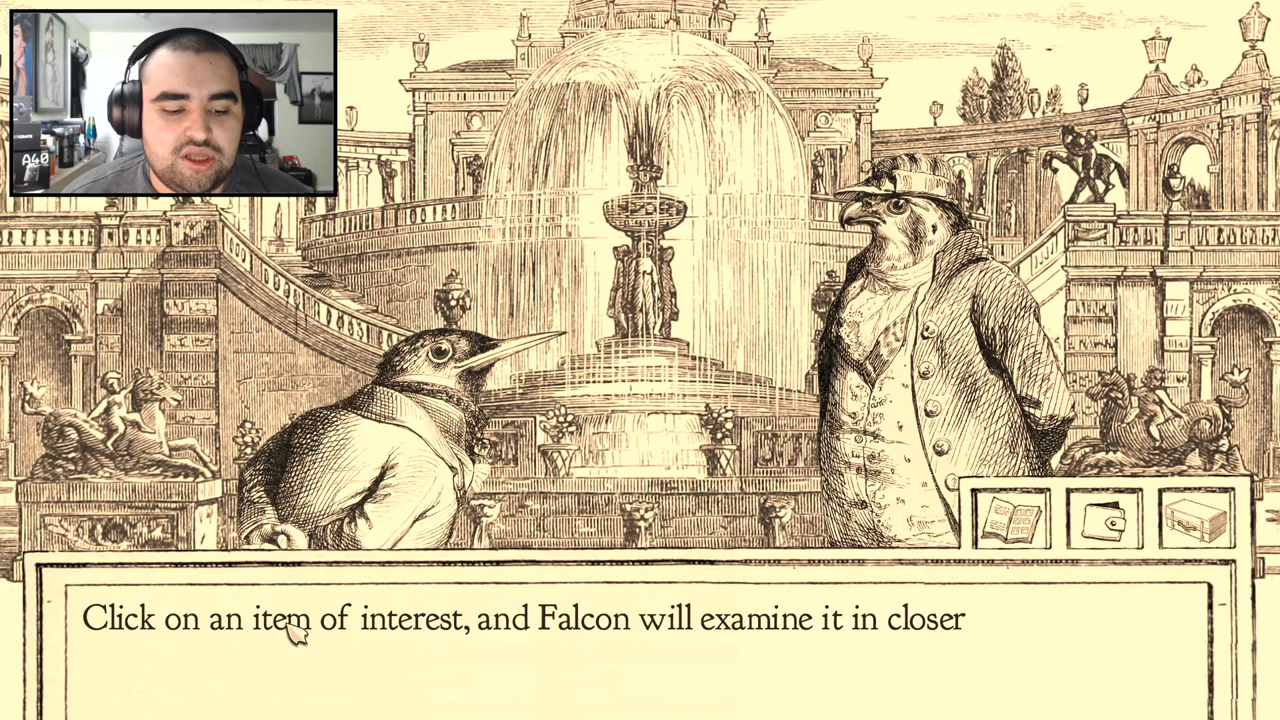 A40
Click on an item of interest, and Falcon will examine it in closer